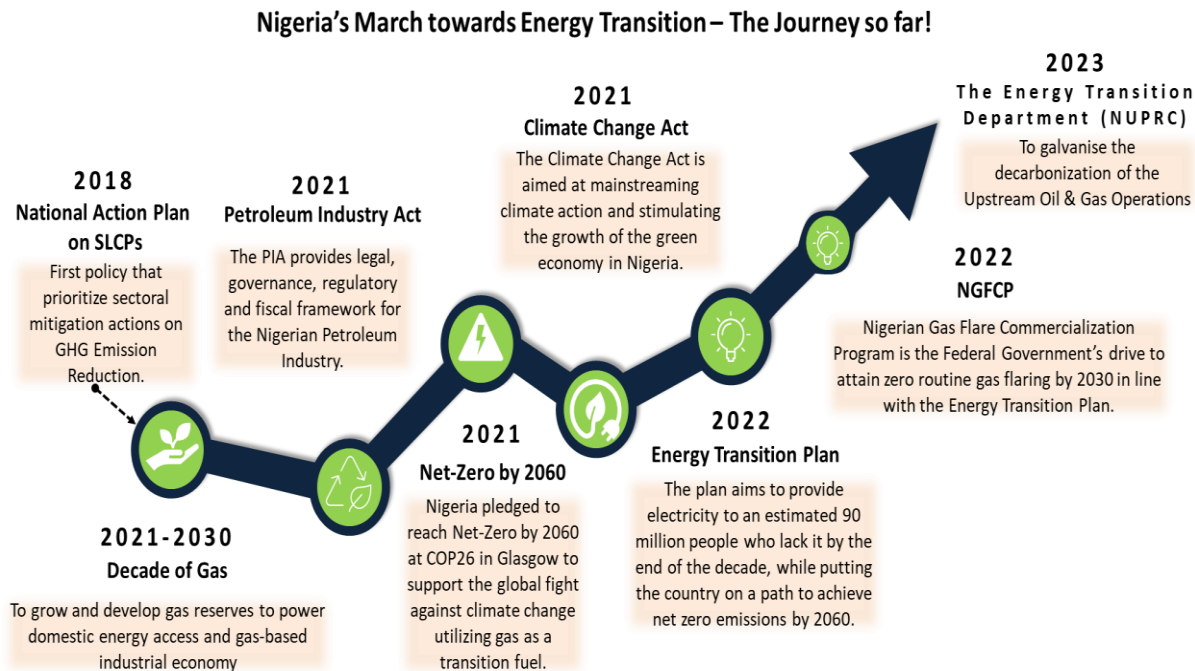 Nigeria's March towards Energy Transition – The Journey so far!
2018
National Action Plan
on SLCPs
First policy that
prioritize sectoral
mitigation actions on
GHG Emission
Reduction.
2021-2030
Decade of Gas
To grow and develop gas reserves to power
domestic energy access and gas-based
industrial economy
2021
Petroleum Industry Act
The PIA provides legal,
governance, regulatory
and fiscal framework for
the Nigerian Petroleum
Industry.
2021
Net-Zero by 2060
Nigeria pledged to
reach Net-Zero by 2060
at COP26 in Glasgow to
support the global fight
against climate change
utilizing gas as a
transition fuel.
2021
Climate Change Act
The Climate Change Act is
aimed at mainstreaming
climate action and stimulating
the growth of the green
economy in Nigeria.
2022
Energy Transition Plan
The plan aims to provide
electricity to an estimated 90
million people who lack it by the
end of the decade, while putting
the country on a path to achieve
net zero emissions by 2060.
2022
NGFCP
Nigerian Gas Flare Commercialization
Program is the Federal Government's drive to
attain zero routine gas flaring by 2030 in line
with the Energy Transition Plan.
2023
The Energy Transition
Department (NUPRC)
To galvanise the
decarbonization of the
Upstream Oil & Gas Operations